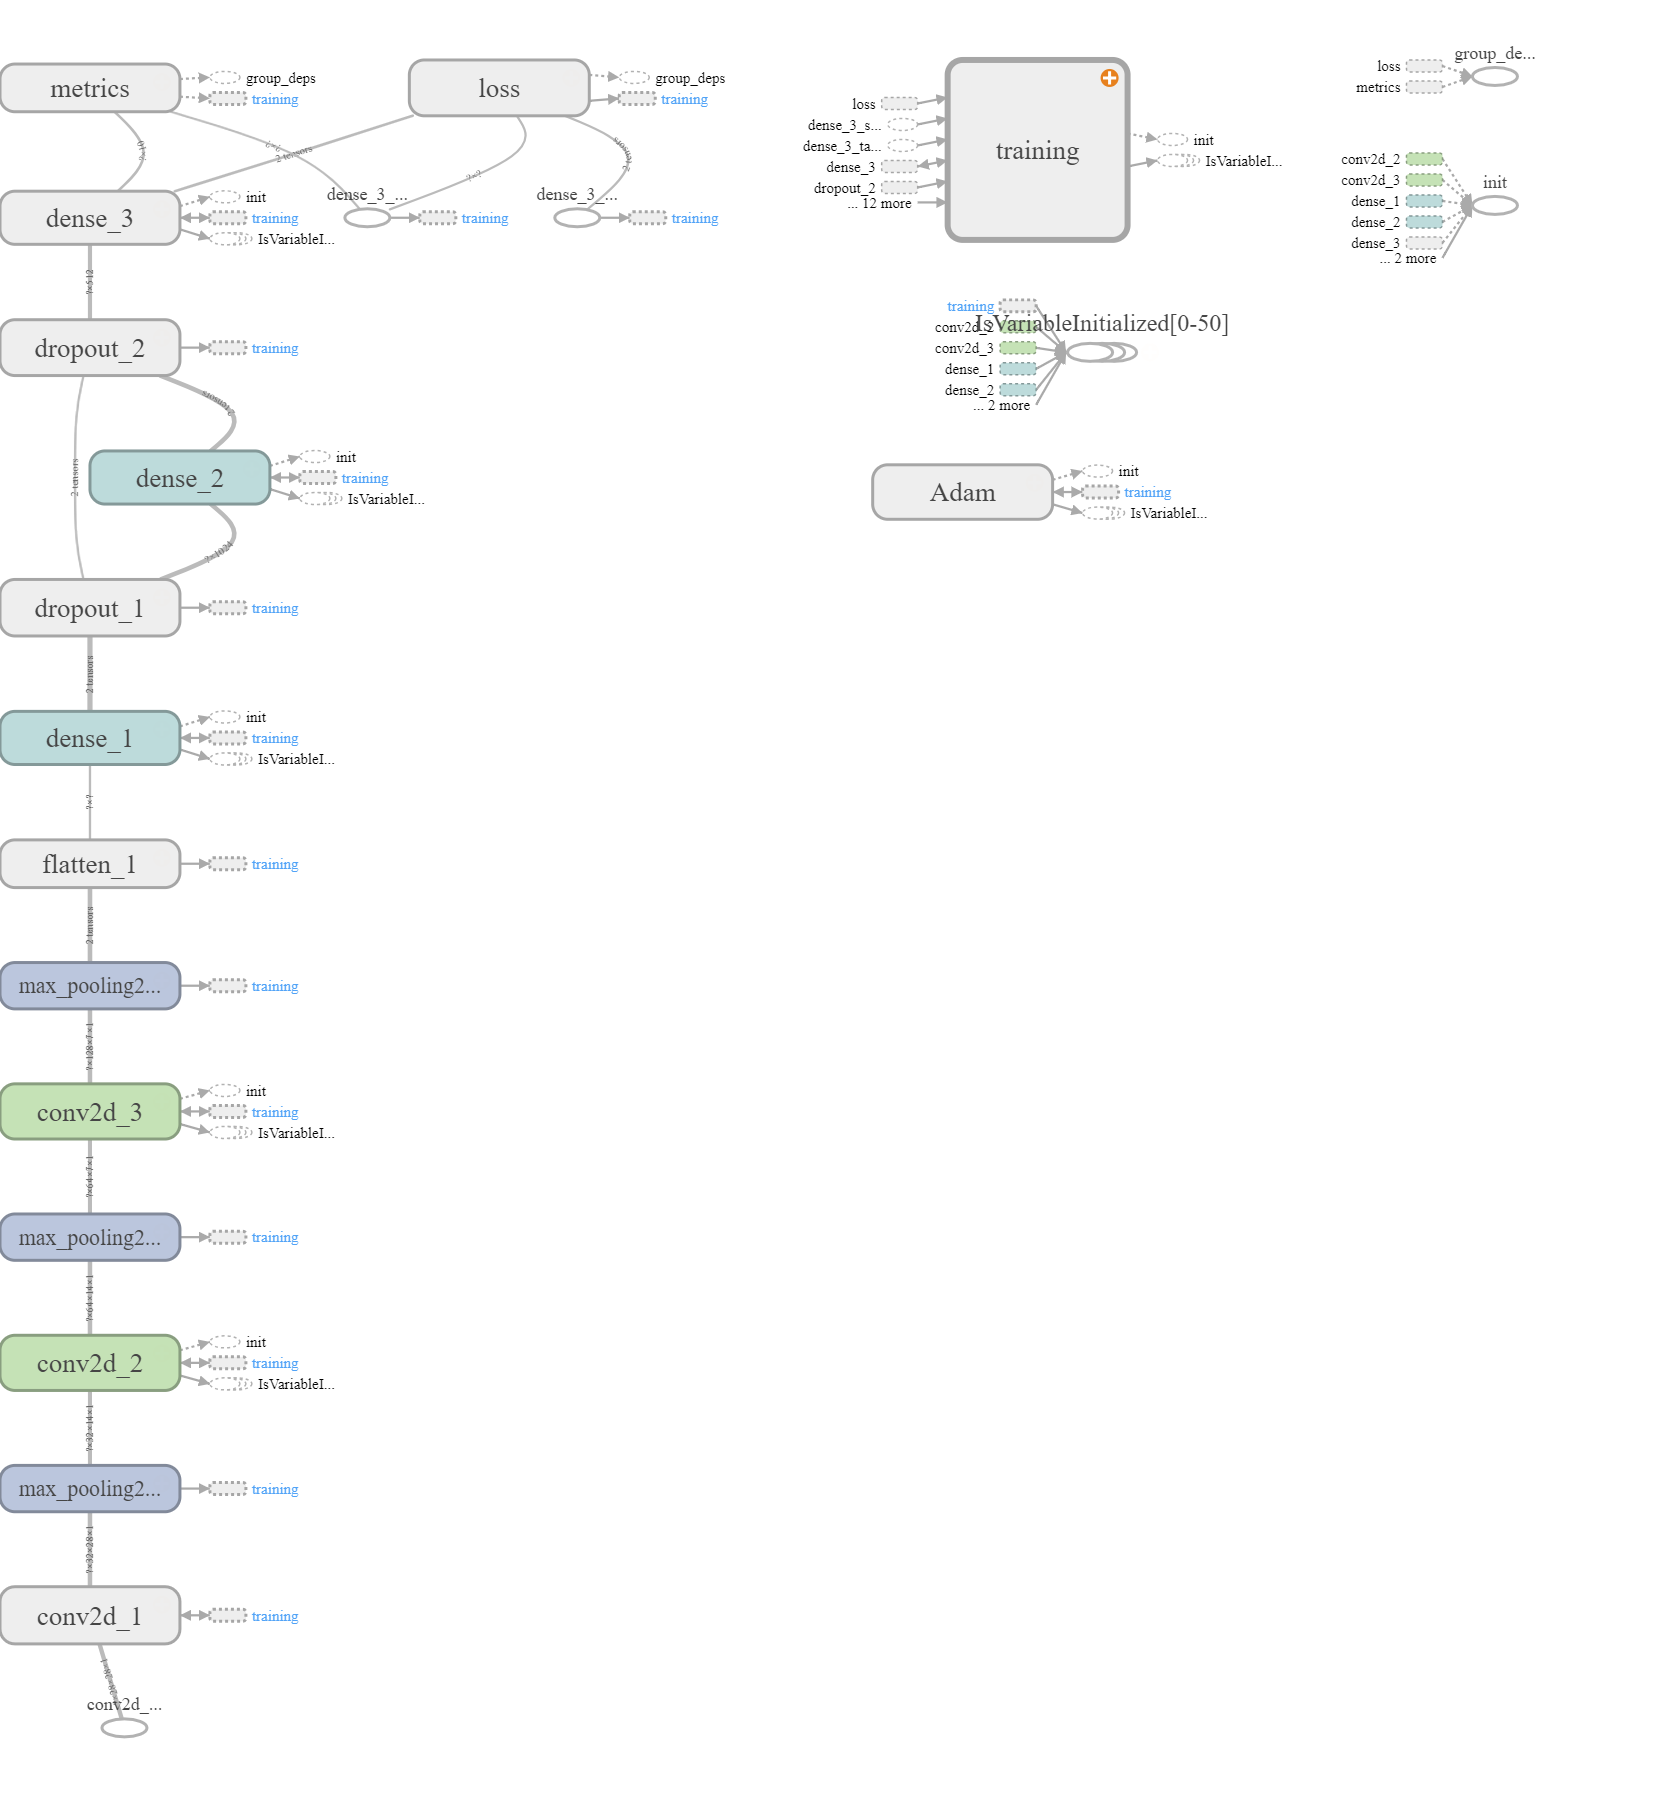 metrics
group_deps
training
loss
group_deps
training
?×10
?×?
2 tensors
?×?
2 tensors
dense_3
init
training
IsVariableI...
dense_3_...
training
dense_3_...
training
?×512
dropout_2
training
2 tensors
2 tensors
dense_2
init
training
IsVariableI...
?×1024
dropout_1
training
2 tensors
dense_1
init
training
IsVariableI...
?×?
flatten_1
training
2 tensors
max_pooling2...
training
?×128×7×1
conv2d_3
init
training
IsVariableI...
?×64×7×1
max_pooling2...
training
?×64×14×1
conv2d_2
init
training
IsVariableI...
?×32×14×1
max_pooling2...
training
?×32×28×1
conv2d_1
training
conv2d_...
loss
dense_3_s...
dense_3_ta...
dense_3
dropout_2
... 12 more
training
init
IsVariableI...
group_de...
loss
metrics
conv2d_2
conv2d_3
dense_1
dense_2
dense_3
... 2 more
init
training
IsVariableInitialized[0-50]
conv2d_2
conv2d_3
dense_1
dense_2
... 2 more
Adam
init
training
IsVariableI...